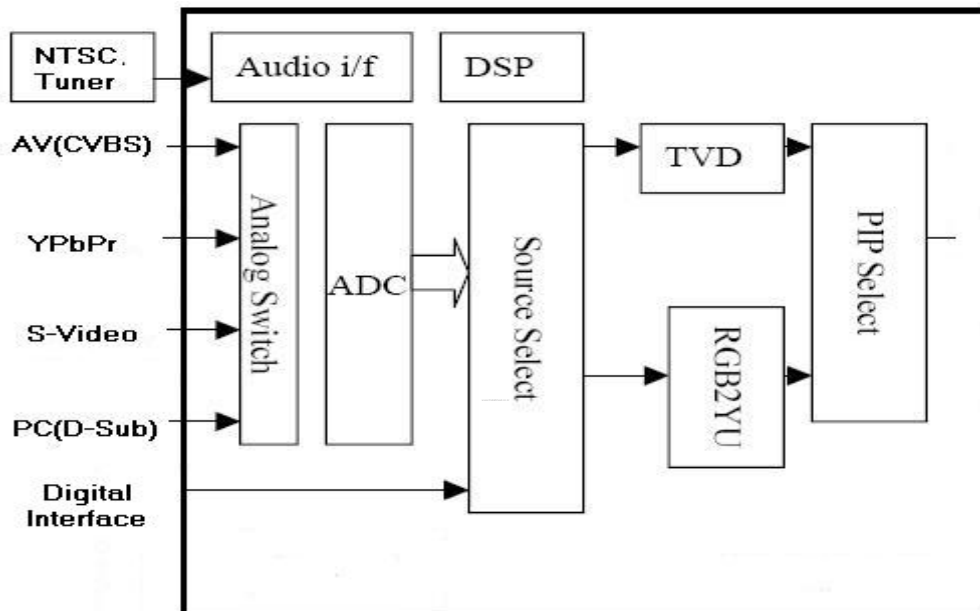 NTSC.
Tuner
Audio i/f
DSP
AV(CVBS)
YPbPr
S-Video
PC(D-Sub)
Digital
Interface
Analog Switch
ADC
Source Select
TVD
RGB2YU
PIP Select